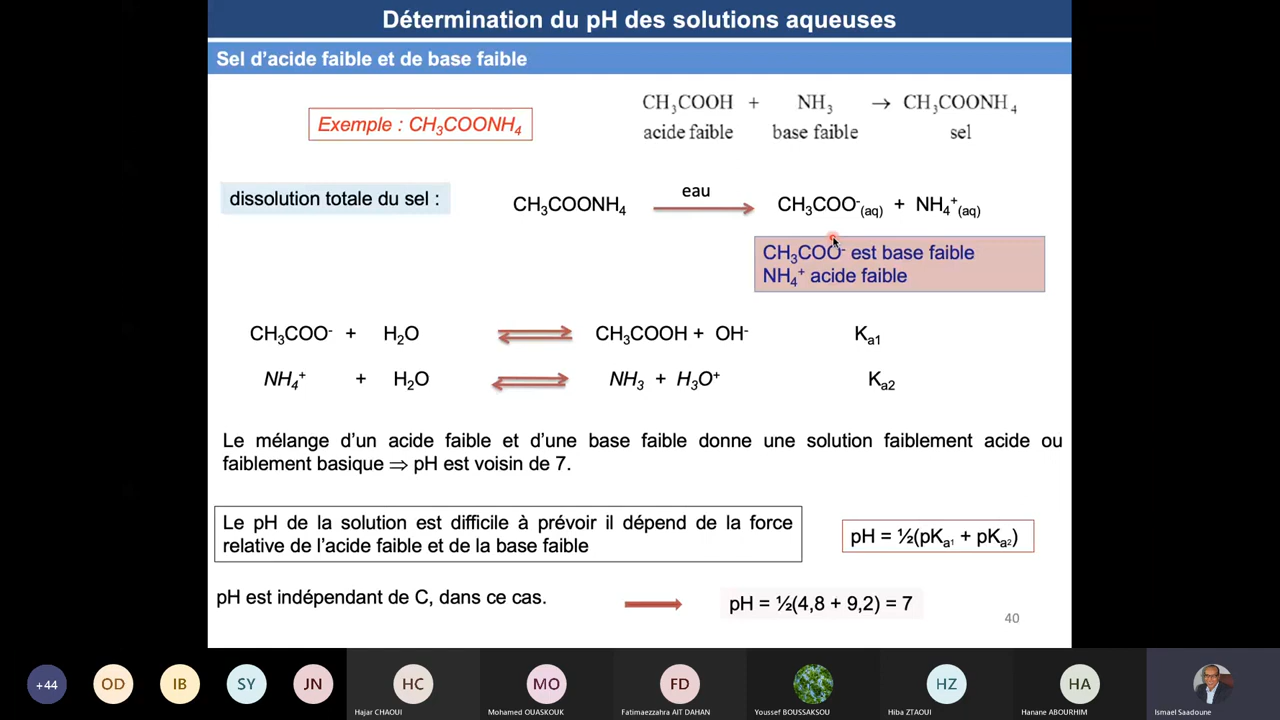 Détermination du pH des solutions aqueuses
Sel d'acide faible et de base faible
Exemple : CH₃COONH₄
CH₃COOH + NH₃ → CH₃COONH₄
acide faible base faible sel
dissolution totale du sel :
CH₃COONH₄ eau CH₃COO⁻(aq) + NH₄⁺(aq)
CH₃COO⁻ est base faible
NH₄⁺ acide faible
CH₃COO⁻ + H₂O ⇌ CH₃COOH + OH⁻ Ka1
NH₄⁺ + H₂O ⇌ NH₃ + H₃O⁺ Ka2
Le mélange d'un acide faible et d'une base faible donne une solution faiblement acide ou
faiblement basique ⇒ pH est voisin de 7.
Le pH de la solution est difficile à prévoir il dépend de la force
relative de l'acide faible et de la base faible
pH = ½(pKa1 + pKa2)
pH est indépendant de C, dans ce cas.
pH = ½(4,8 + 9,2) = 7
40
+44 OD IB SY JN HC MO FD HZ HA
Hajar CHAOUI Mohamed OUASKOUK Fatimaezzahra AIT DAHAN Youssef BOUSSAKSOU Hiba ZTAOUI Hanane ABOURHIM Ismael Saadoune